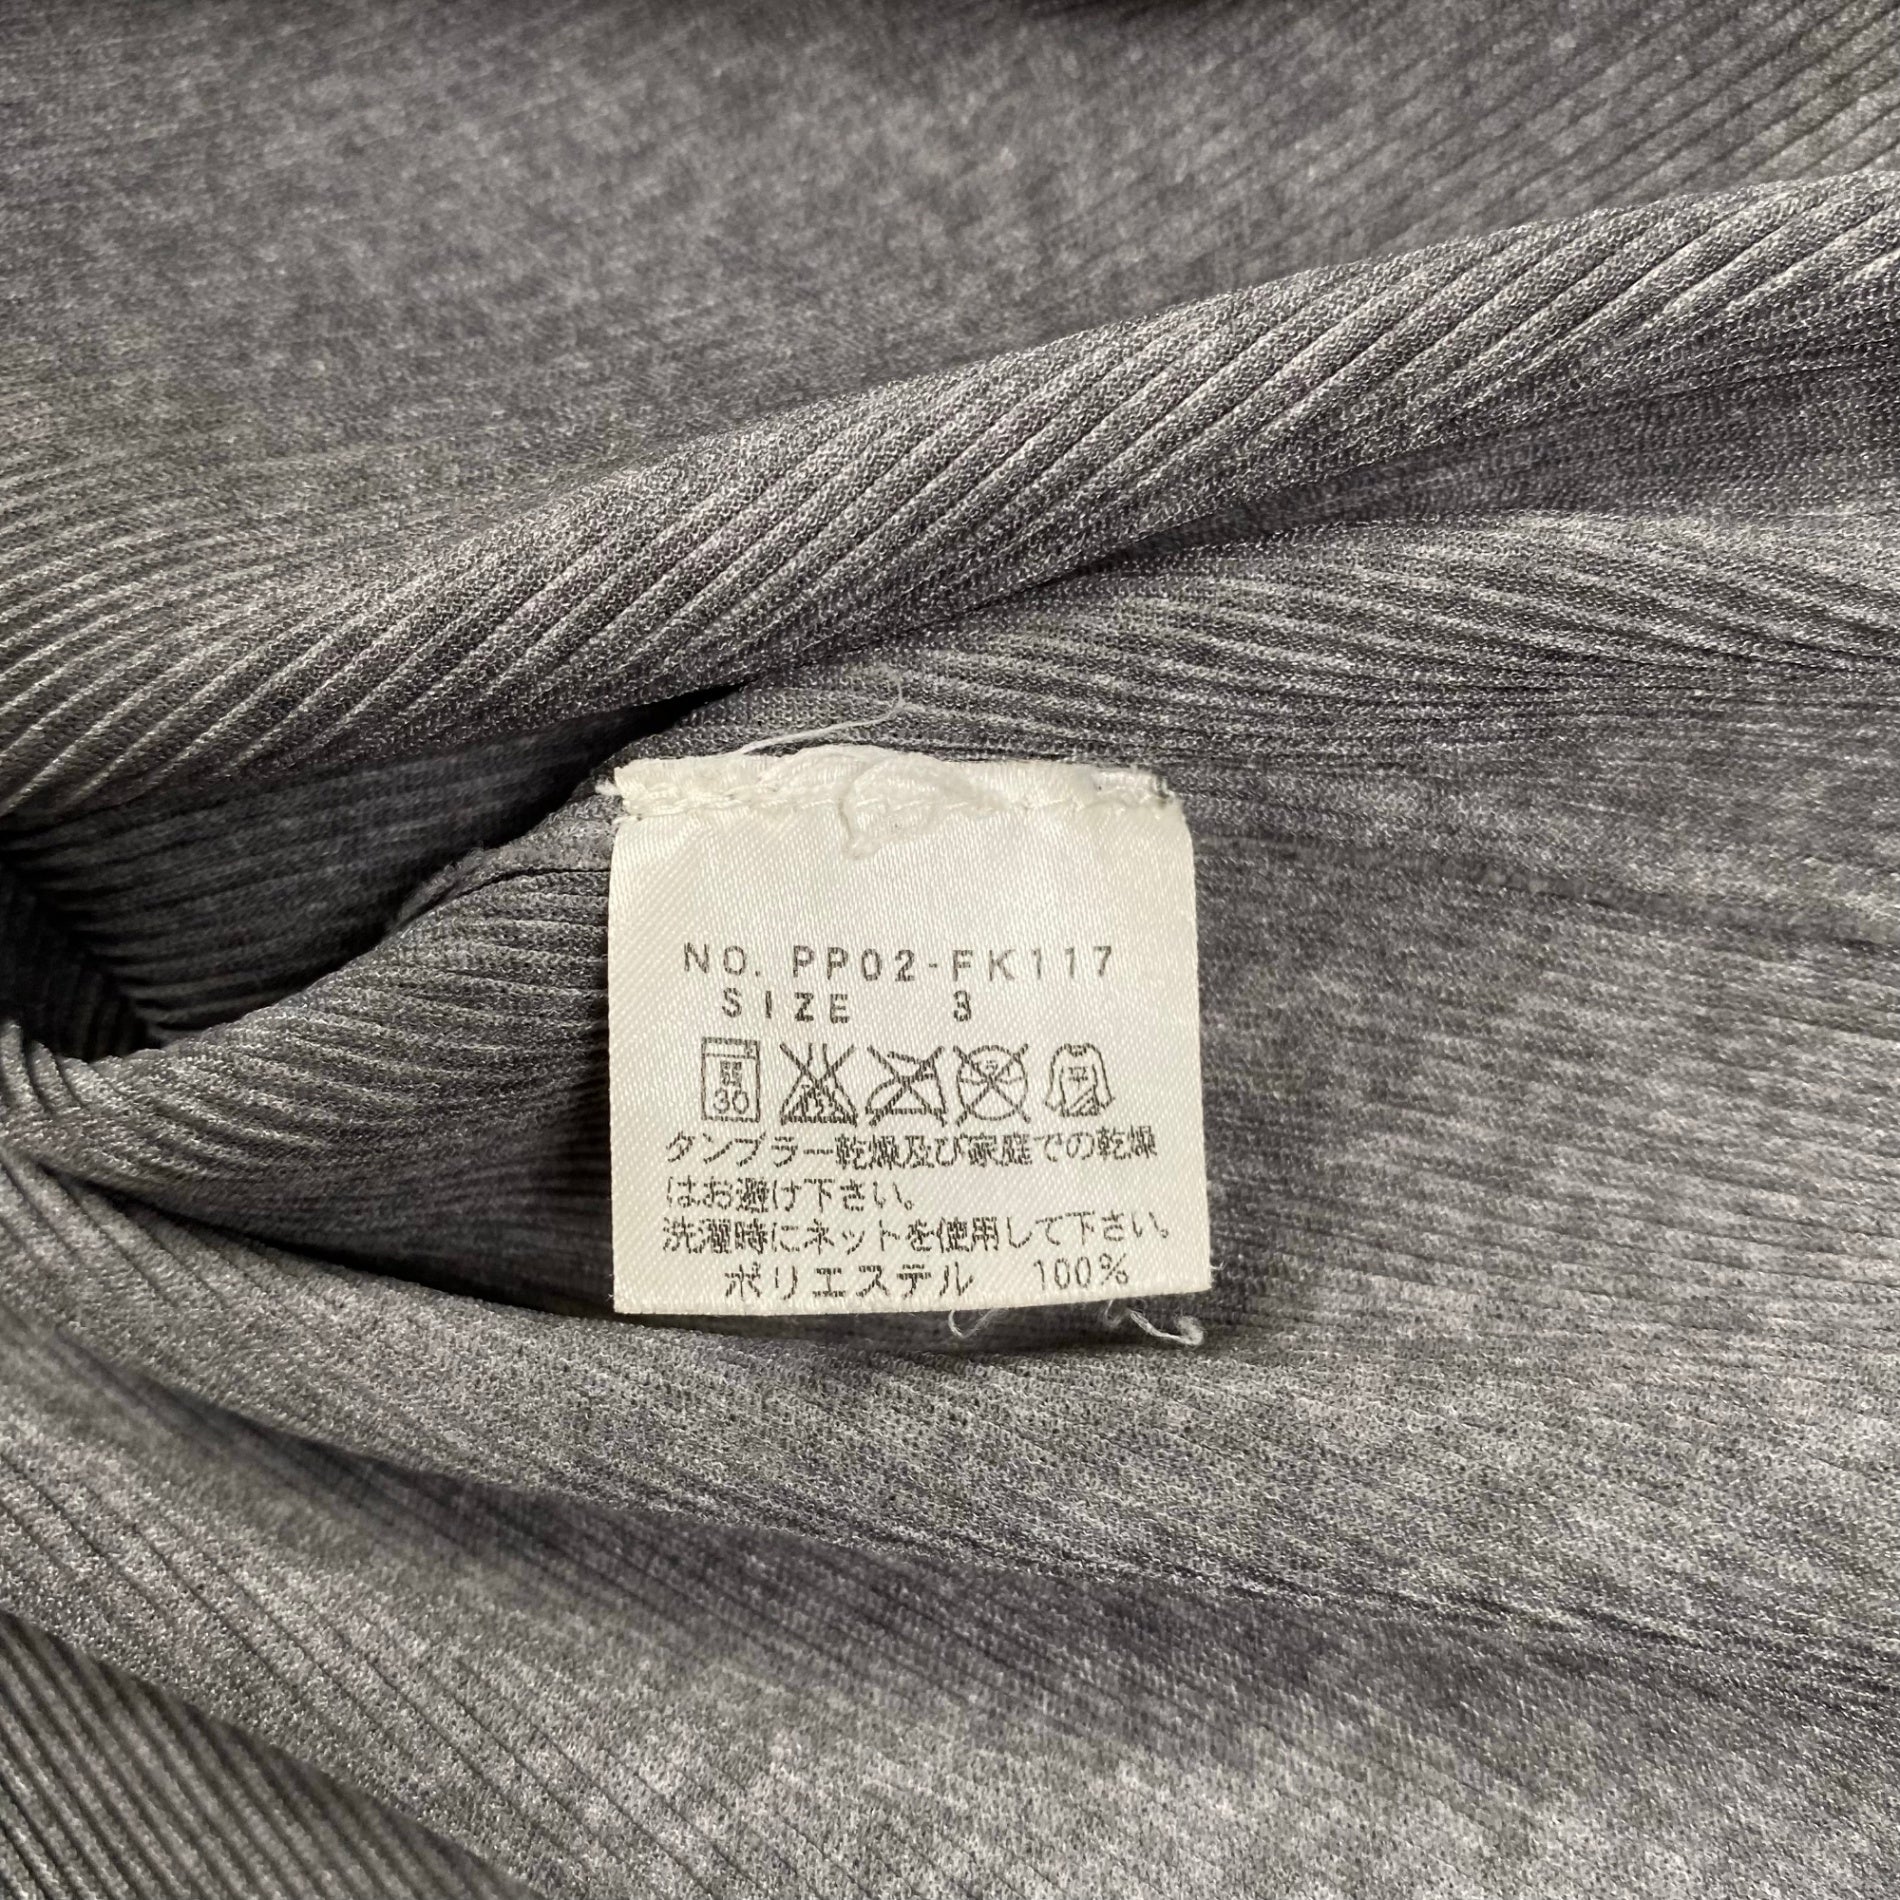 NO. PP02-FK117
SIZE 3
30
タンブラー乾燥及び家庭での乾燥
はお避け下さい。
洗濯時にネットを使用して下さい。
ポリエステル 100%